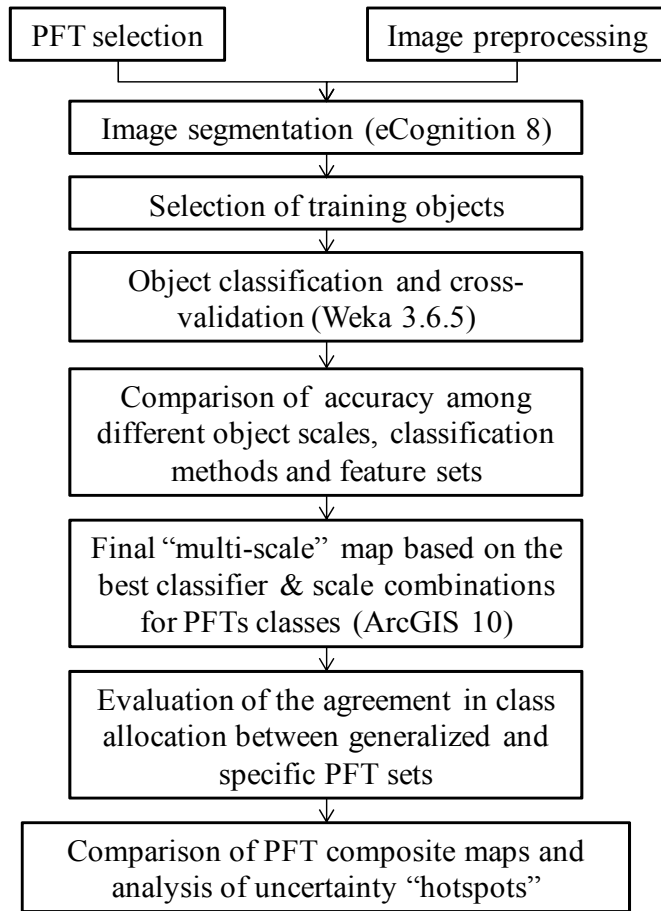 PFT selection
Image preprocessing
Image segmentation (eCognition 8)
Selection of training objects
Object classification and cross-
validation (Weka 3.6.5)
Comparison of accuracy among
different object scales, classification
methods and feature sets
Final “multi-scale” map based on the
best classifier & scale combinations
for PFTs classes (ArcGIS 10)
Evaluation of the agreement in class
allocation between generalized and
specific PFT sets
Comparison of PFT composite maps and
analysis of uncertainty “hotspots”